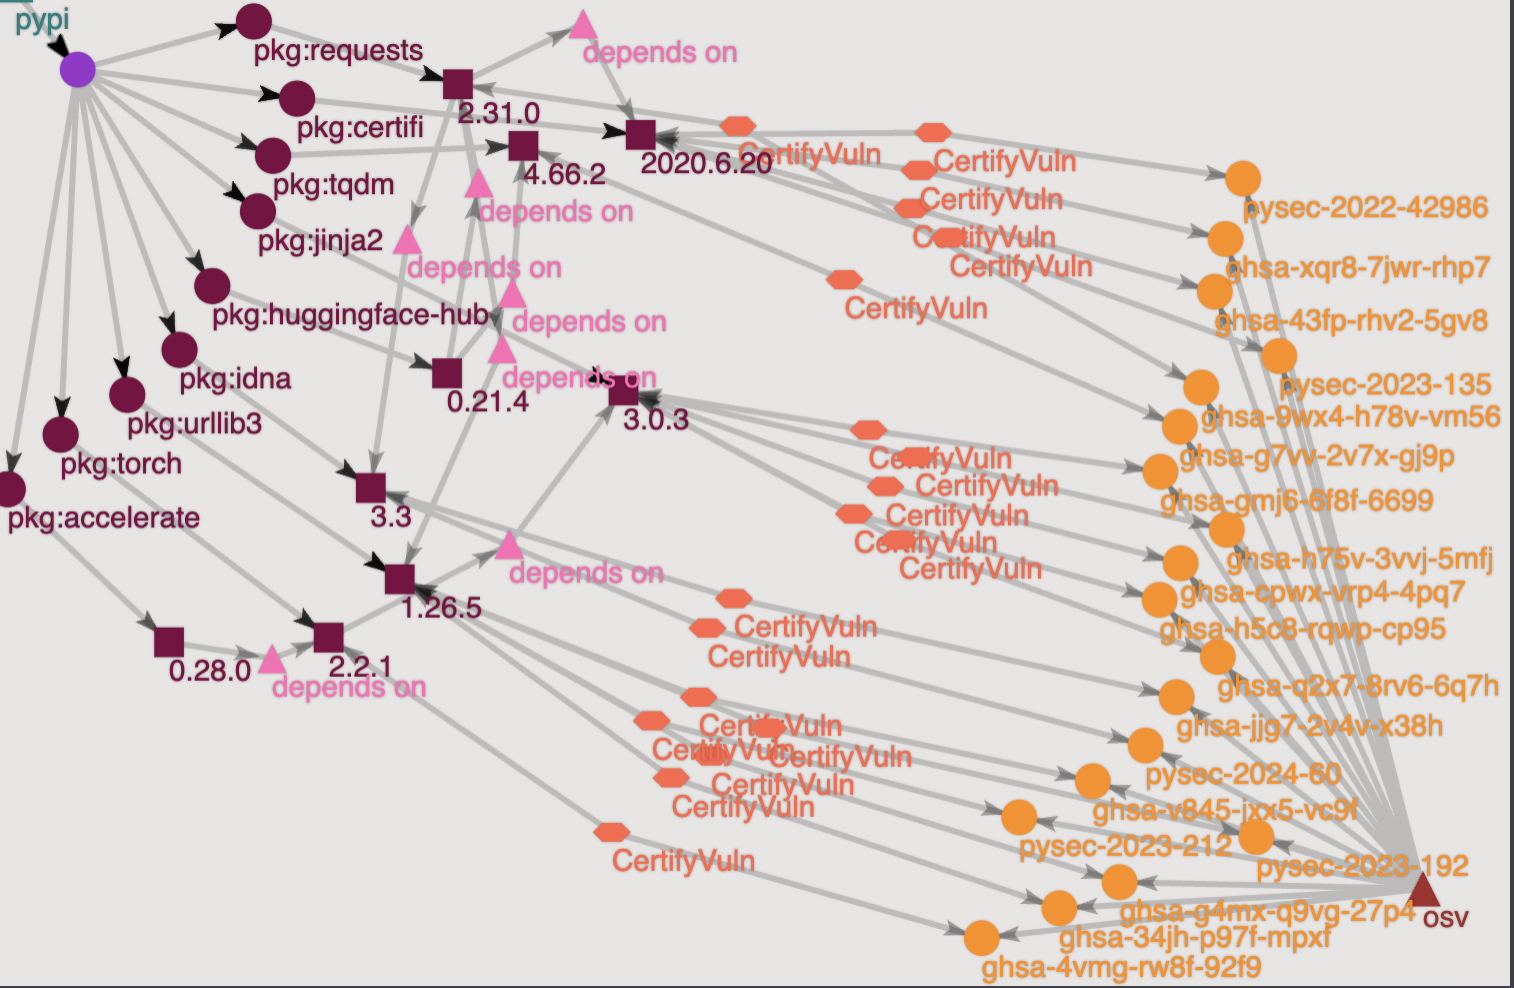 pypi
pkg:requests
depends on
2.31.0
pkg:certifi
CertifyVuln
2020.6.20
CertifyVuln
4.66.2
pkg:tqdm
CertifyVuln
pysec-2022-42986
depends on
pkg:jinja2
CertifyVuln
depends on
CertifyVuln
ghsa-xqr8-7jwr-rhp7
CertifyVuln
pkg:huggingface-hub
depends on
ghsa-43fp-rhv2-5gv8
pkg:idna
depends on
pysec-2023-135
0.21.4
3.0.3
ghsa-9wx4-h78v-vm56
pkg:urllib3
CertifyVuln
ghsa-g7vv-2v7x-gj9p
pkg:torch
CertifyVuln
ghsa-gmj6-6f8f-6699
pkg:accelerate
3.3
CertifyVuln
CertifyVuln
ghsa-h75v-3vvj-5mfj
depends on
CertifyVuln
ghsa-cpwx-vrp4-4pq7
1.26.5
CertifyVuln
ghsa-h5c8-rqwp-cp95
CertifyVuln
0.28.0
2.2.1
depends on
ghsa-q2x7-8rv6-6q7h
CertifyVuln
ghsa-jjg7-2v4v-x38h
CertifyVuln
CertifyVuln
pysec-2024-60
CertifyVuln
CertifyVuln
ghsa-v845-jxx5-vc9f
pysec-2023-212
CertifyVuln
pysec-2023-192
ghsa-g4mx-q9vg-27p4
osv
ghsa-34jh-p97f-mpxf
ghsa-4vmg-rw8f-92f9